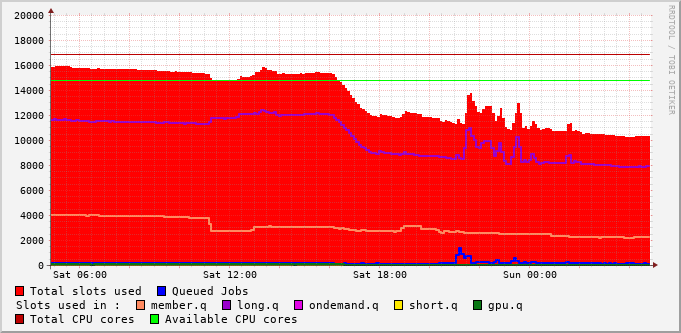 20000
18000
16000
14000
12000
10000
8000
6000
4000
2000
0
Sat 06:00 Sat 12:00 Sat 18:00 Sun 00:00
RRDTOOL / TOBI OETIKER
Total slots used Queued Jobs
Slots used in : member.q long.q ondemand.q short.q gpu.q
Total CPU cores Available CPU cores